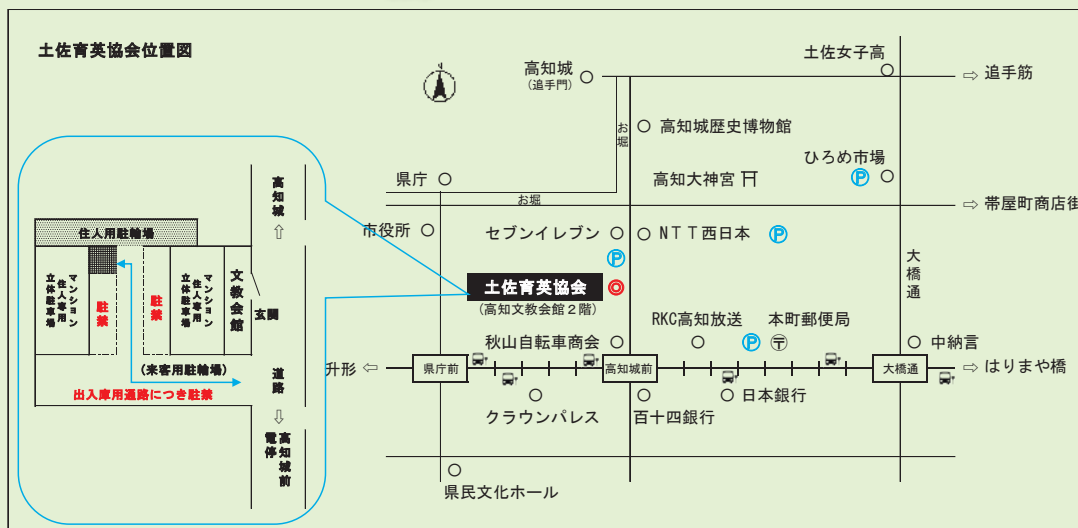 土佐育英協会位置図
高知城
(追手門)
土佐女子高
⇨ 追手筋
お堀
高知城歴史博物館
ひろめ市場
県庁
高知大神宮
お堀
⇨ 帯屋町商店街
市役所
セブンイレブン
NTT西日本
大橋通
土佐育英協会
(高知文教会館2階)
RKC高知放送
本町郵便局
秋山自転車商会
中納言
升形 ⇦
県庁前
高知城前
大橋通
⇨ はりまや橋
クラウンパレス
百十四銀行
日本銀行
県民文化ホール
高知城
⇧
住人用駐輪場
マンション
住人専用
立体駐車場
駐禁
駐禁
マンション
住人専用
立体駐車場
文教会館
玄関
(来客用駐輪場)
道路
出入庫用通路につき駐禁
⇩
高知城前
電停
N
P
P
P
P
〒